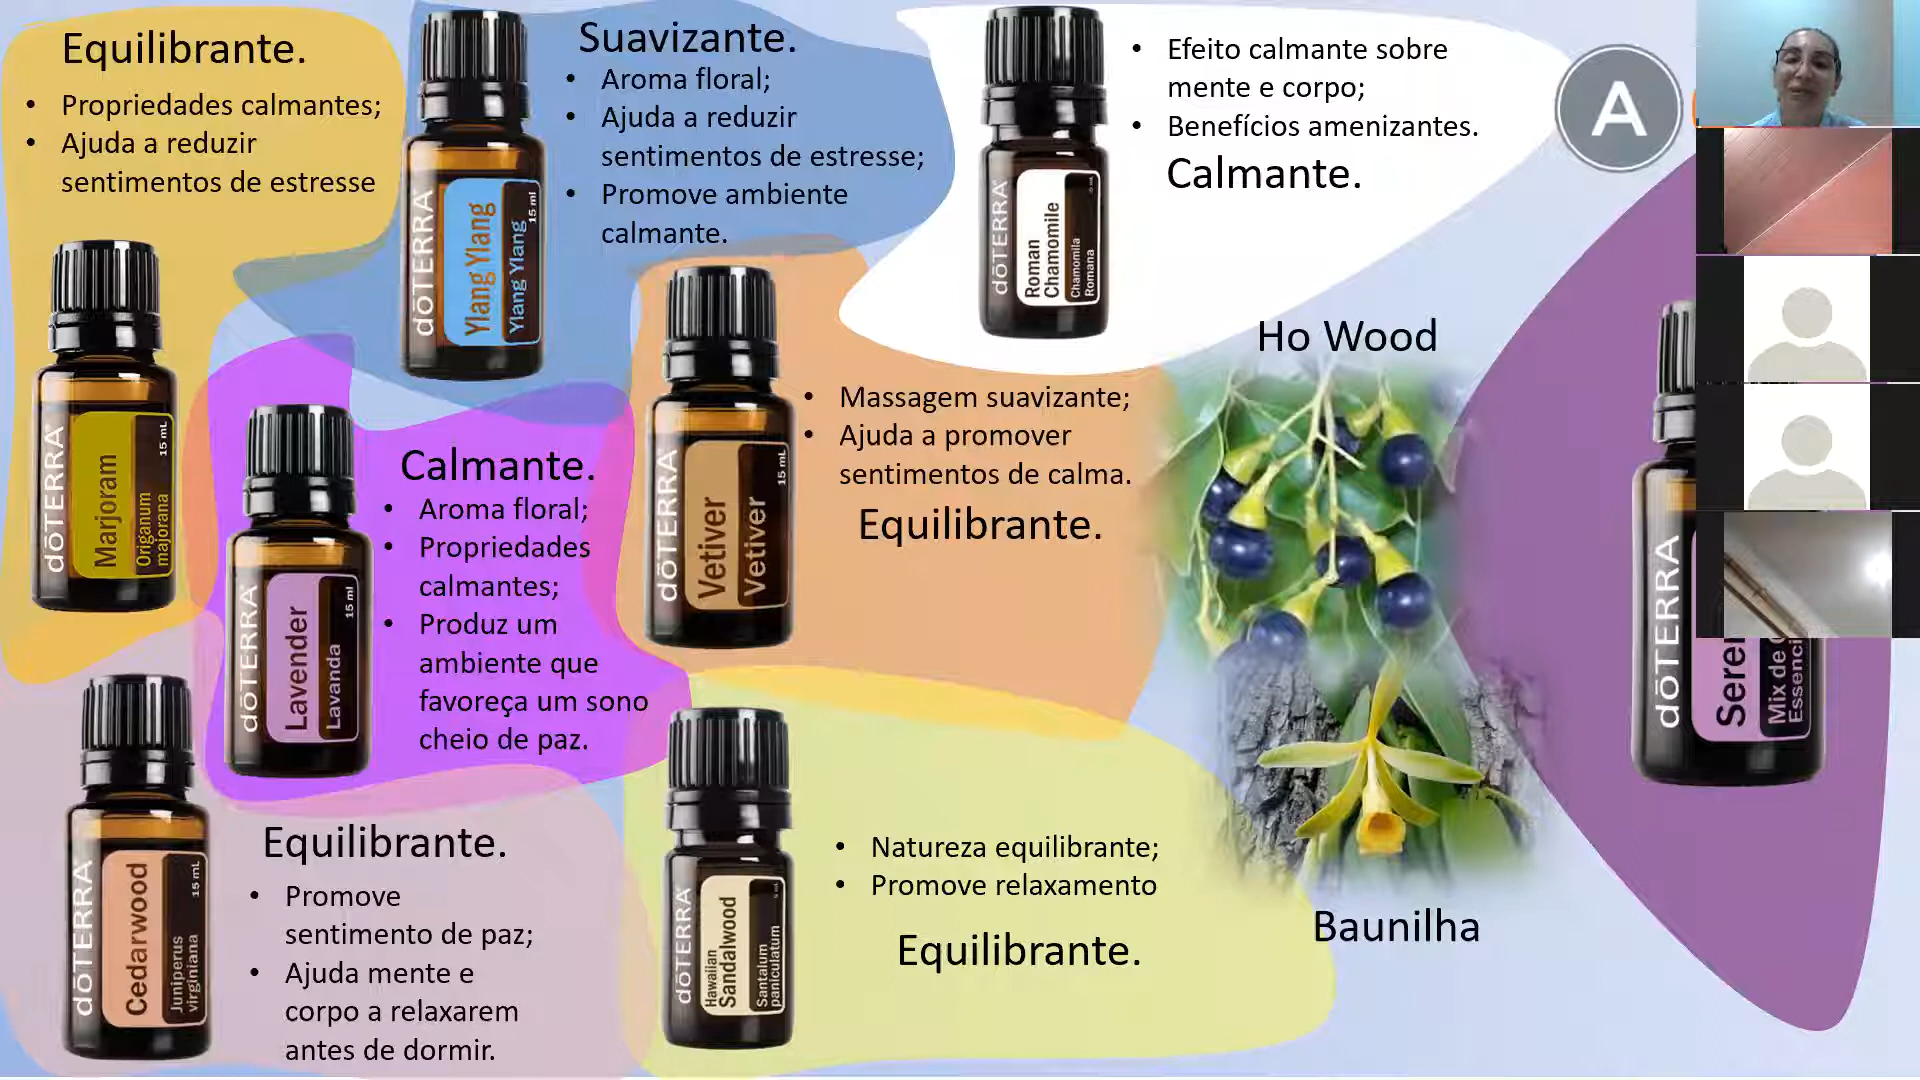 Equilibrante.
• Propriedades calmantes;
• Ajuda a reduzir
sentimentos de estresse
dōTERRA
Marjoram
Origanum
majorana
15 mL
Suavizante.
• Aroma floral;
• Ajuda a reduzir
sentimentos de estresse;
• Promove ambiente
calmante.
dōTERRA
Ylang Ylang
Ylang Ylang
15 ml
• Efeito calmante sobre
mente e corpo;
• Benefícios amenizantes.
Calmante.
dōTERRA
Roman
Chamomile
Chamomila
Romana
A
Calmante.
• Aroma floral;
• Propriedades
calmantes;
• Produz um
ambiente que
favoreça um sono
cheio de paz.
dōTERRA
Lavender
Lavanda
15 ml
• Massagem suavizante;
• Ajuda a promover
sentimentos de calma.
Equilibrante.
dōTERRA
Vetiver
Vetiver
15 mL
Ho Wood
Baunilha
Equilibrante.
• Promove
sentimento de paz;
• Ajuda mente e
corpo a relaxarem
antes de dormir.
dōTERRA
Cedarwood
Juniperus
virginiana
15 mL
• Natureza equilibrante;
• Promove relaxamento
Equilibrante.
dōTERRA
Hawaiian
Sandalwood
Santalum
paniculatum
dōTERRA
Mix de